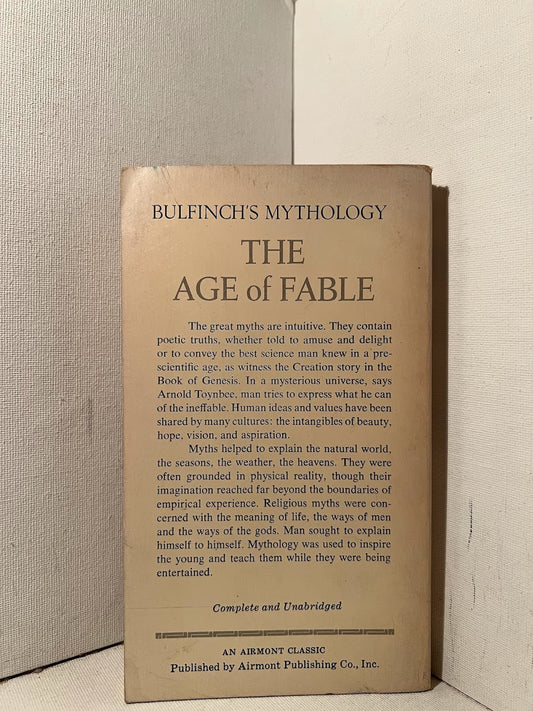 BULFINCH'S MYTHOLOGY
THE
AGE of FABLE
The great myths are intuitive. They contain
poetic truths, whether told to amuse and delight
or to convey the best science man knew in a pre-
scientific age, as witness the Creation story in the
Book of Genesis. In a mysterious universe, says
Arnold Toynbee, man tries to express what he can
of the ineffable. Human ideas and values have been
shared by many cultures: the intangibles of beauty,
hope, vision, and aspiration.
Myths helped to explain the natural world,
the seasons, the weather, the heavens. They were
often grounded in physical reality, though their
imagination reached far beyond the boundaries of
empirical experience. Religious myths were con-
cerned with the meaning of life, the ways of men
and the ways of the gods. Man sought to explain
himself to himself. Mythology was used to inspire
the young and teach them while they were being
entertained.
Complete and Unabridged
AN AIRMONT CLASSIC
Published by Airmont Publishing Co., Inc.